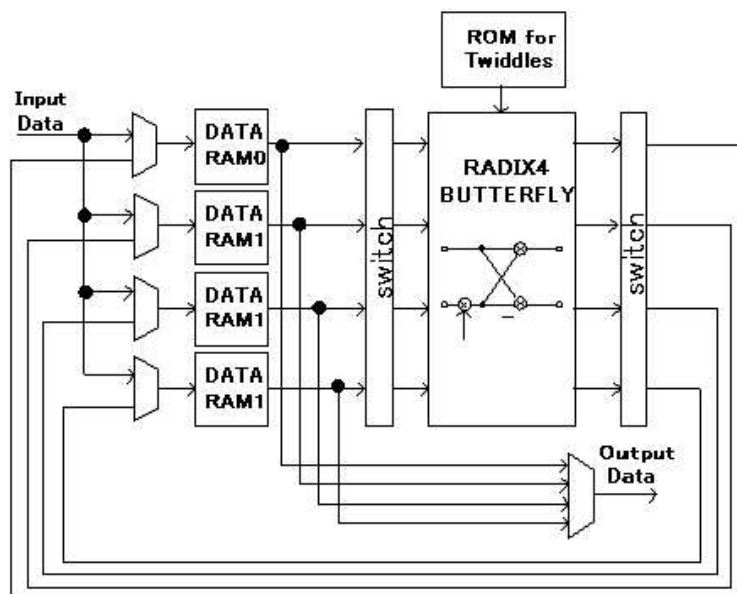 ROM for
Twiddles
Input
Data
DATA
RAM0
DATA
RAM1
DATA
RAM1
DATA
RAM1
switch
RADIX4
BUTTERFLY
switch
Output
Data